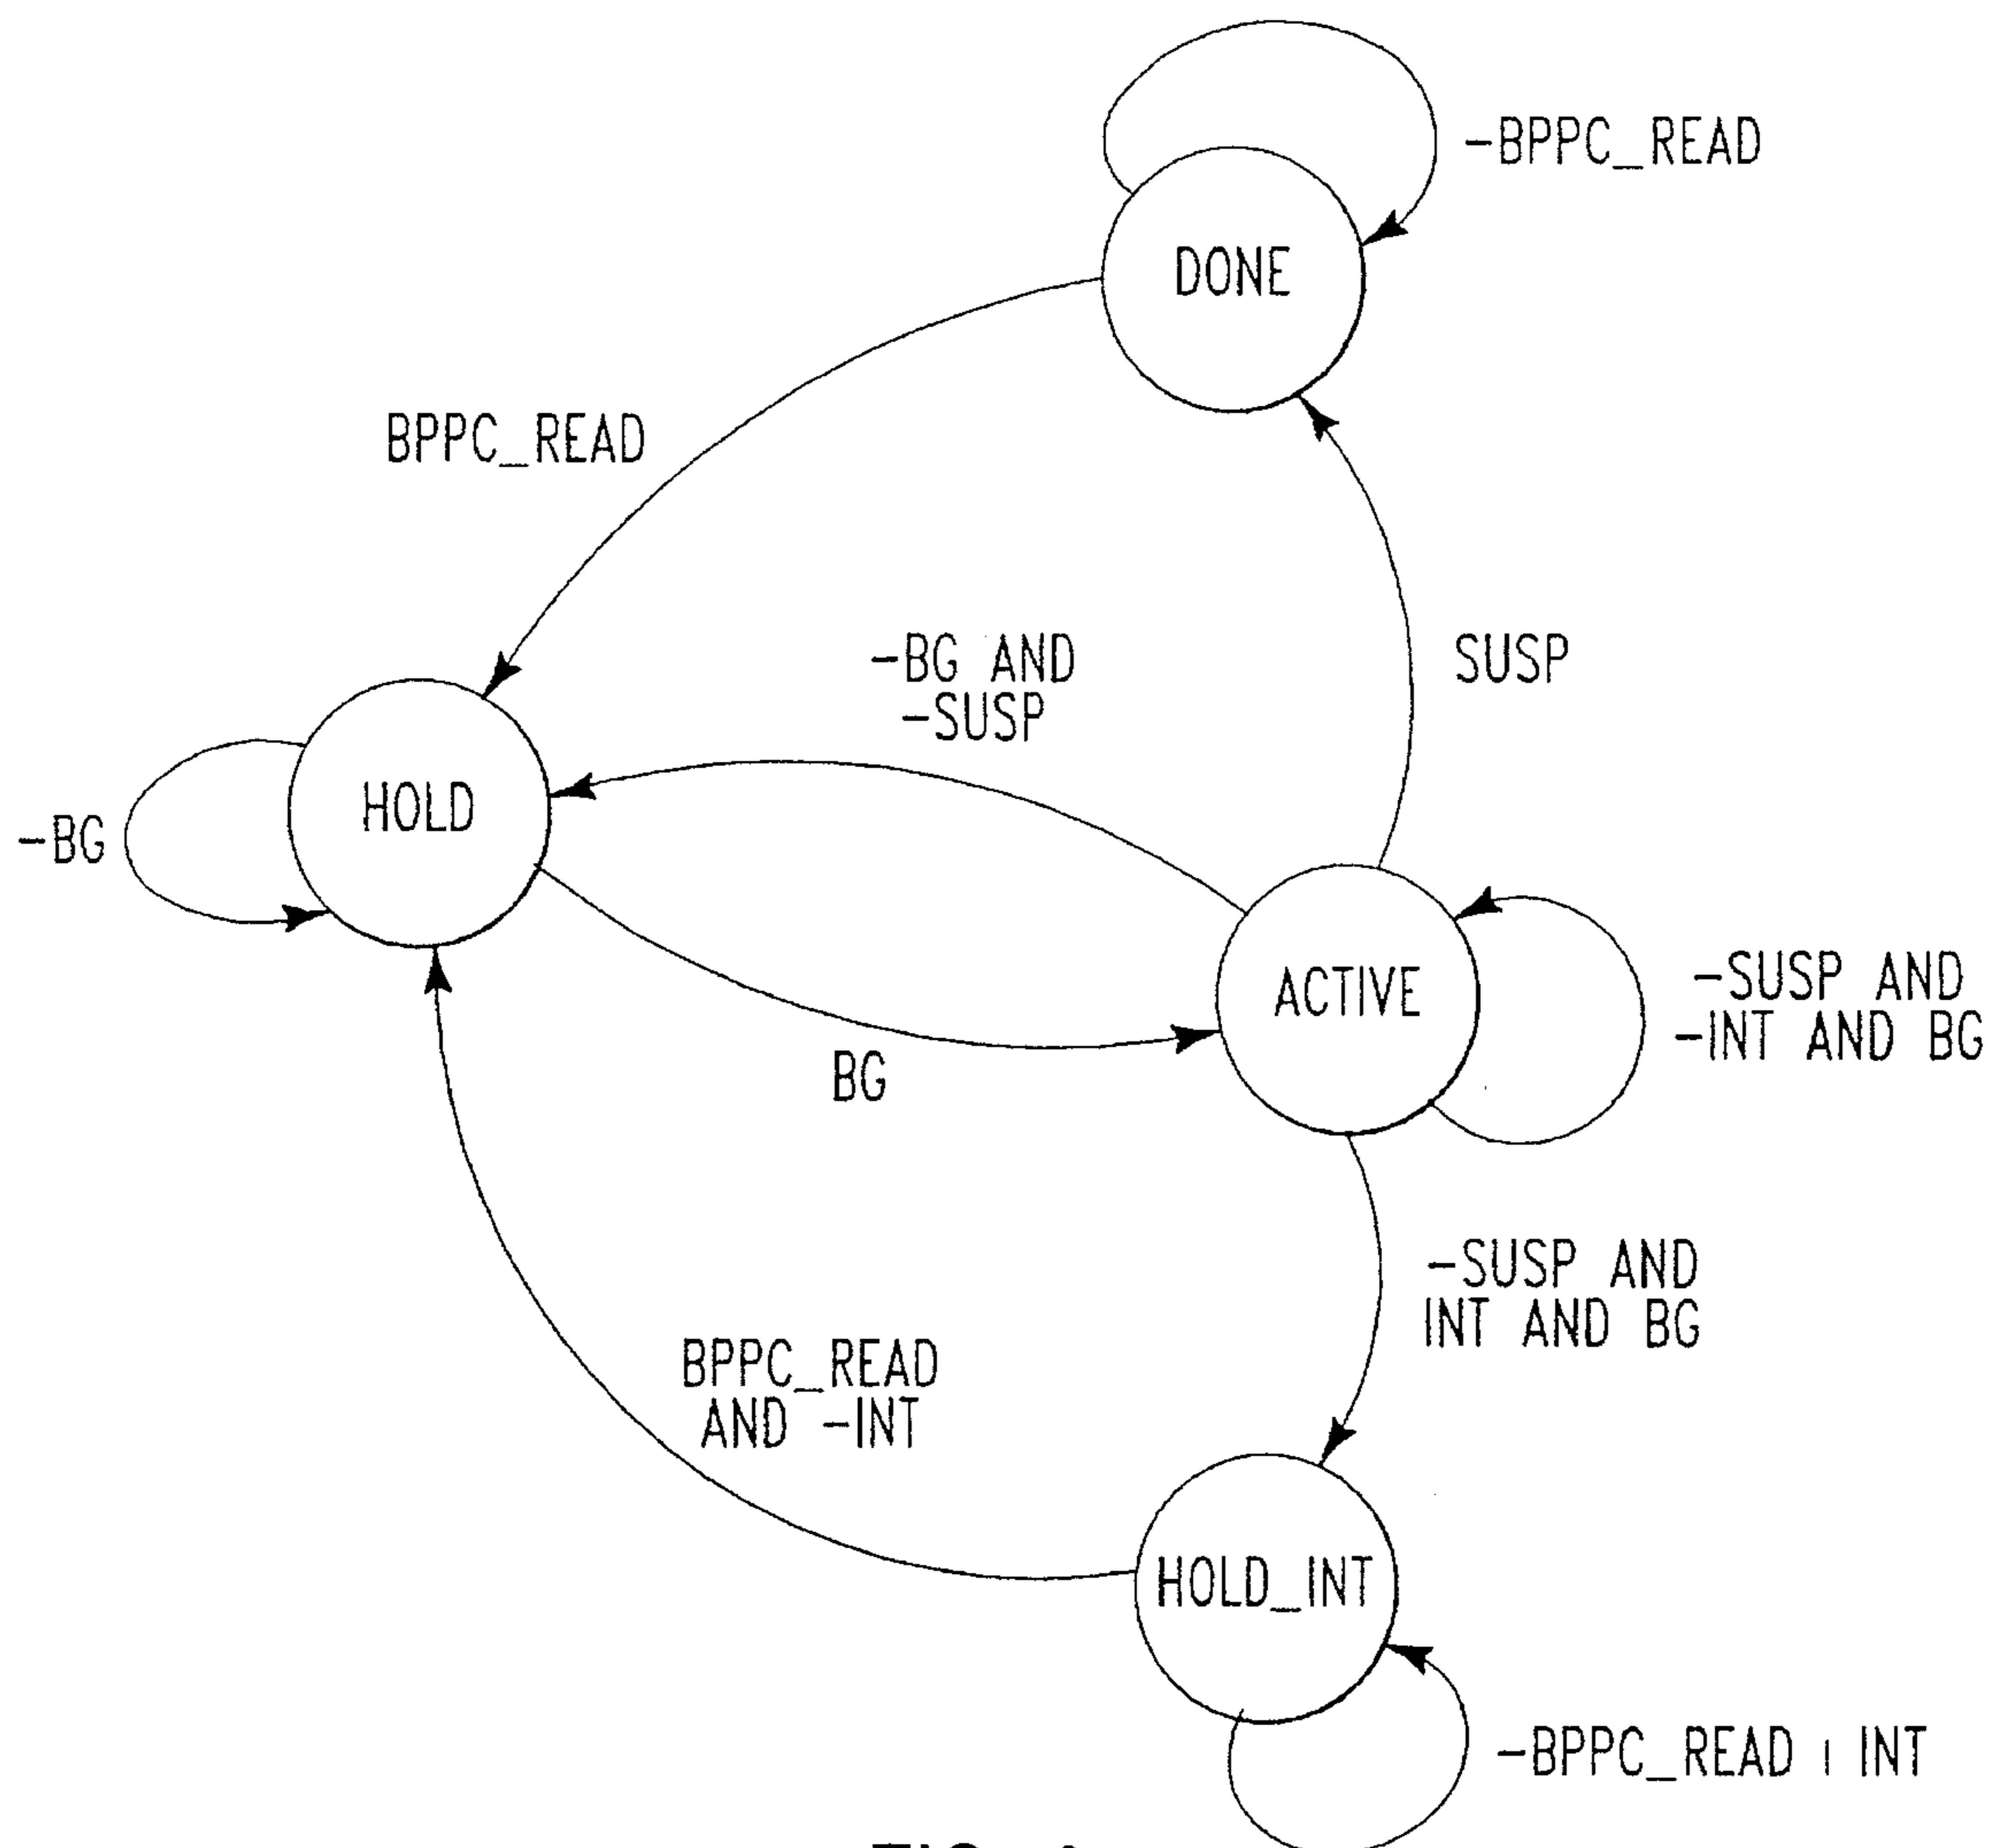 -BPPC_READ
DONE
BPPC_READ
-BG AND
-SUSP
SUSP
HOLD
-BG
ACTIVE
-SUSP AND
-INT AND BG
BG
-SUSP AND
INT AND BG
BPPC_READ
AND -INT
HOLD_INT
-BPPC_READ | INT